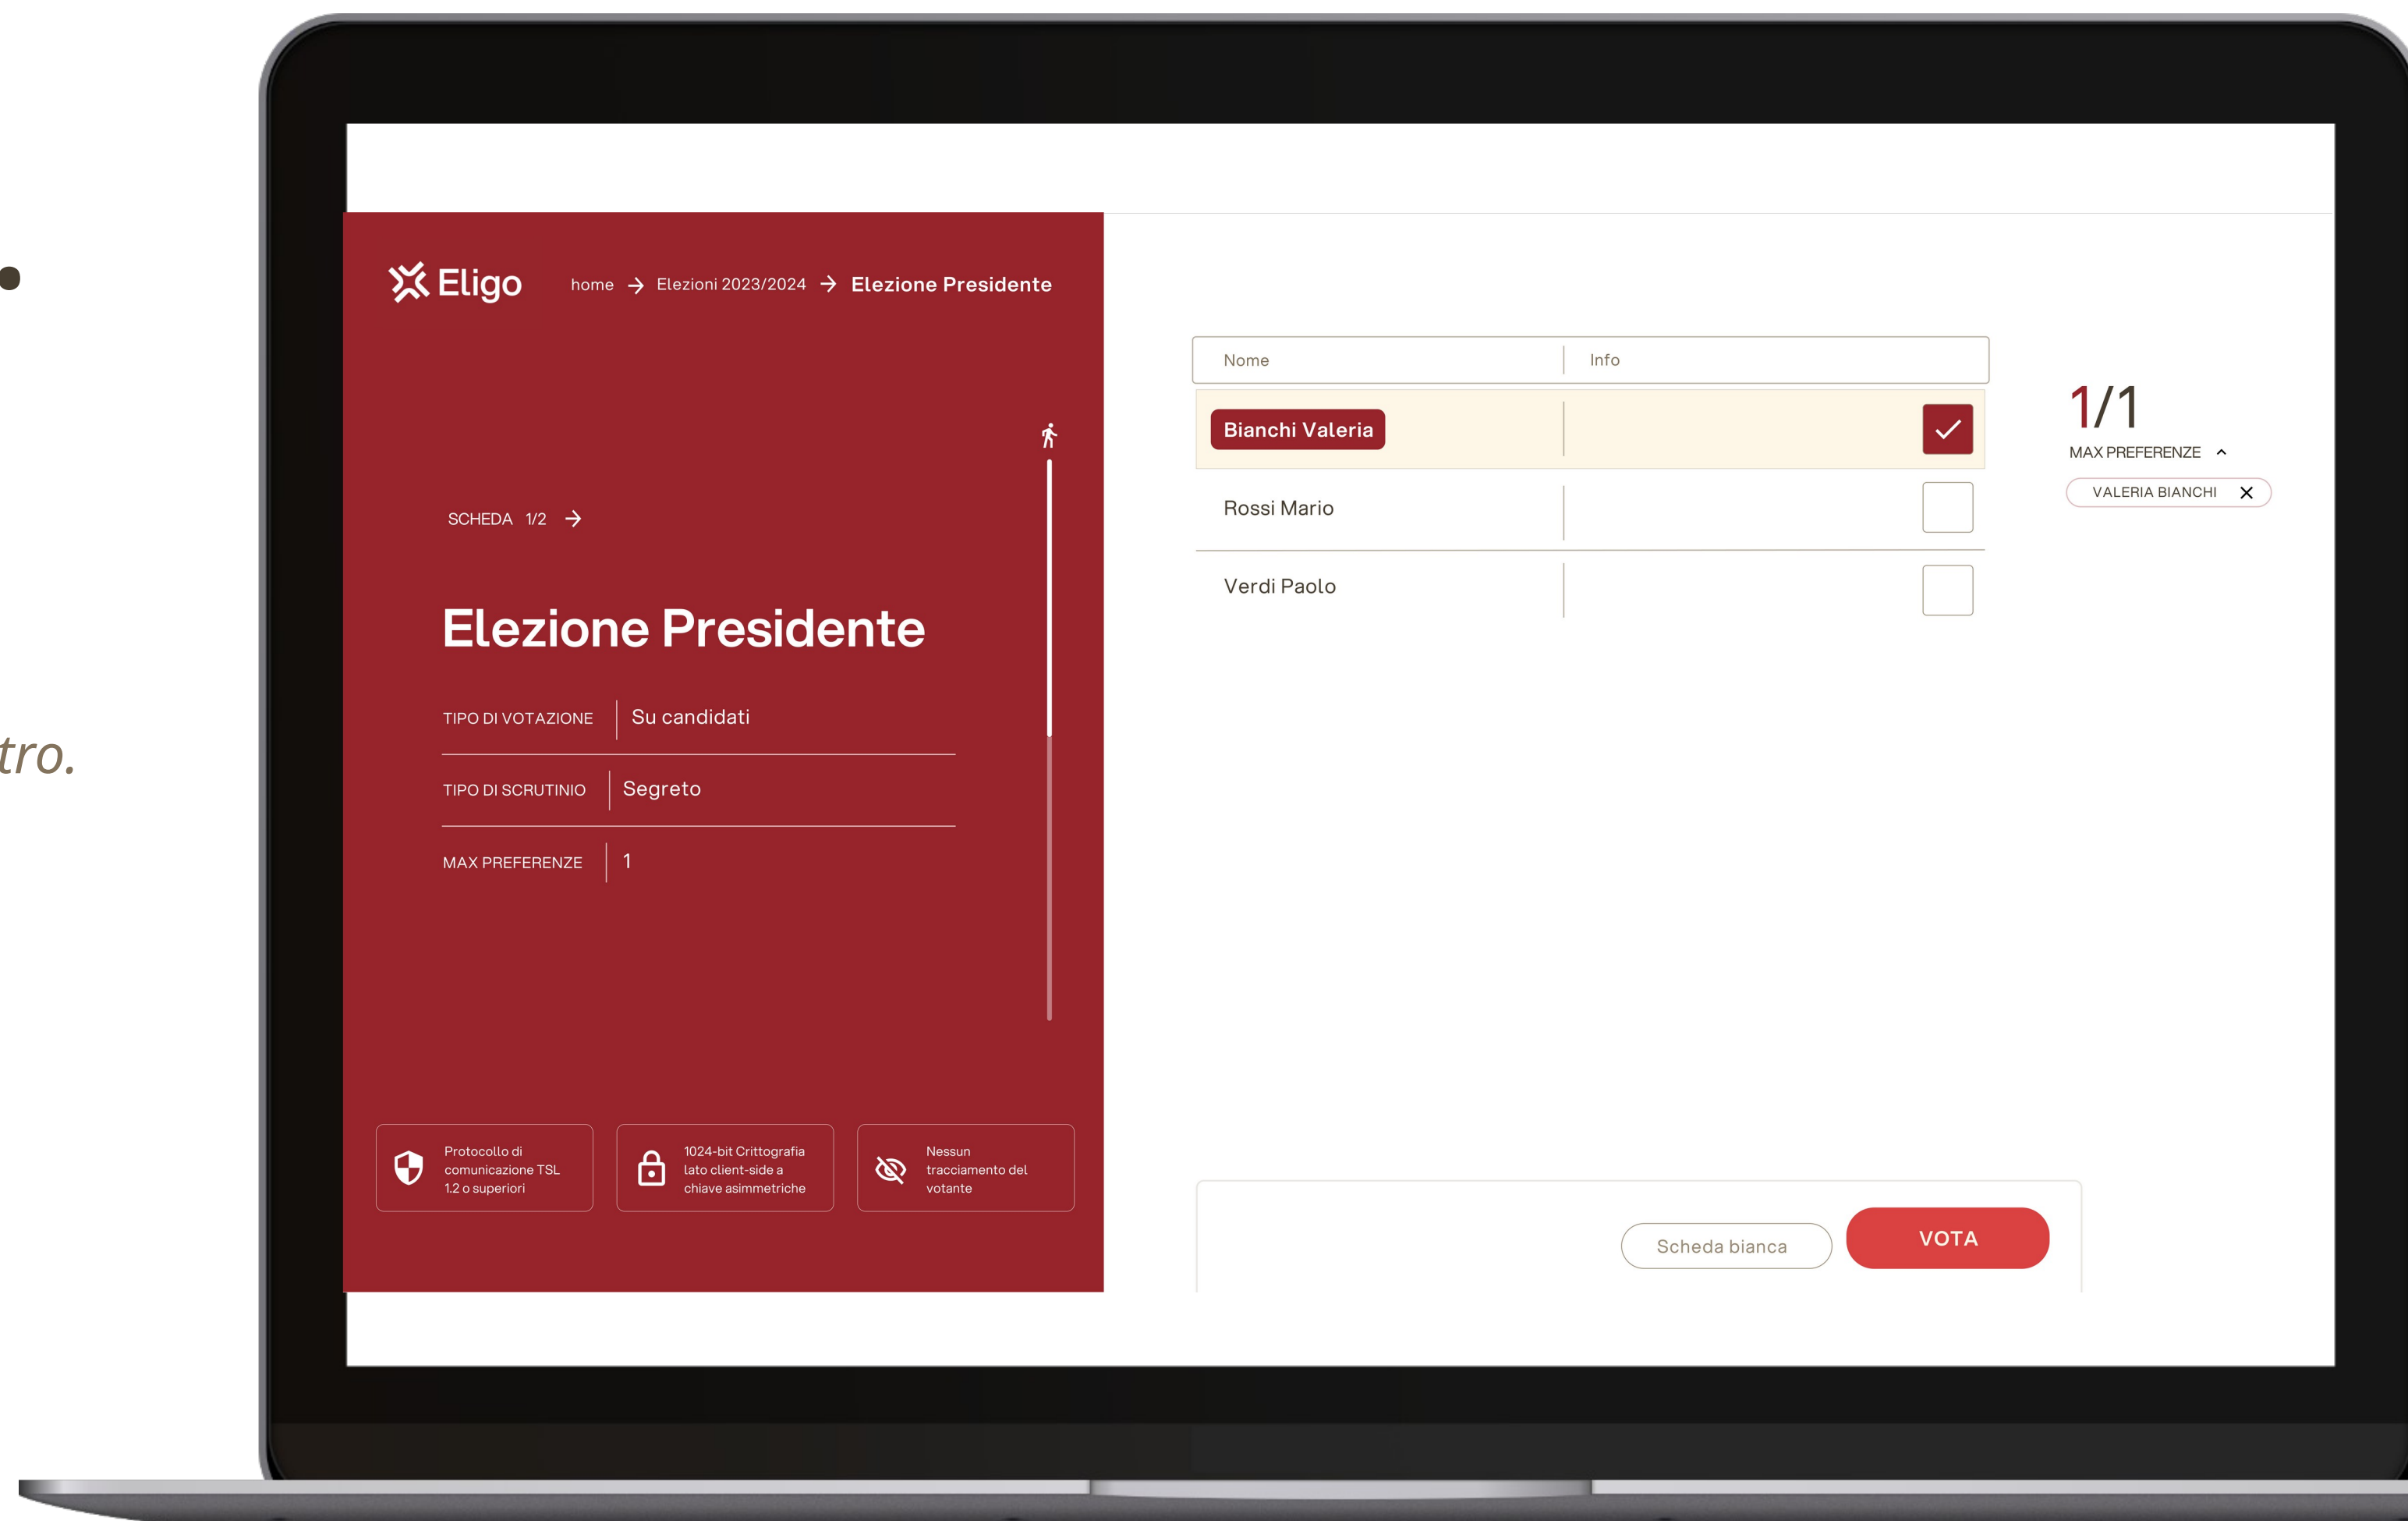 tro.
Eligo
home → Elezioni 2023/2024 → Elezione Presidente
SCHEDA 1/2 →
Elezione Presidente
TIPO DI VOTAZIONE Su candidati
TIPO DI SCRUTINIO Segreto
MAX PREFERENZE 1
Protocollo di
comunicazione TSL
1.2 o superiori
1024-bit Crittografia
lato client-side a
chiave asimmetriche
Nessun
tracciamento del
votante
Nome Info
Bianchi Valeria
Rossi Mario
Verdi Paolo
1/1
MAX PREFERENZE
VALERIA BIANCHI
Scheda bianca
VOTA